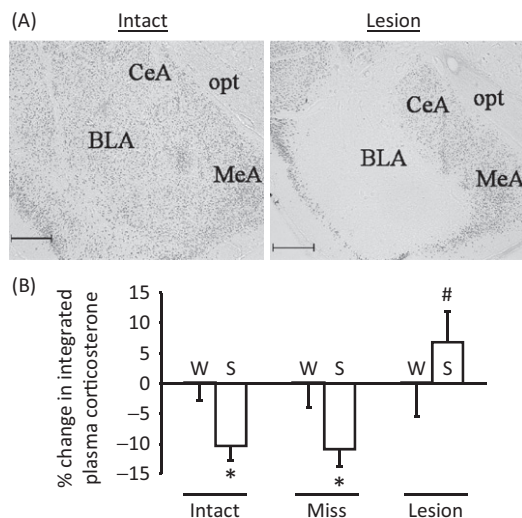 (A) Intact Lesion
CeA opt BLA MeA
CeA opt BLA MeA
(B)
% change in integrated
plasma corticosterone
15
10
5
0
−5
−10
−15
W S W S W S
* * #
Intact Miss Lesion